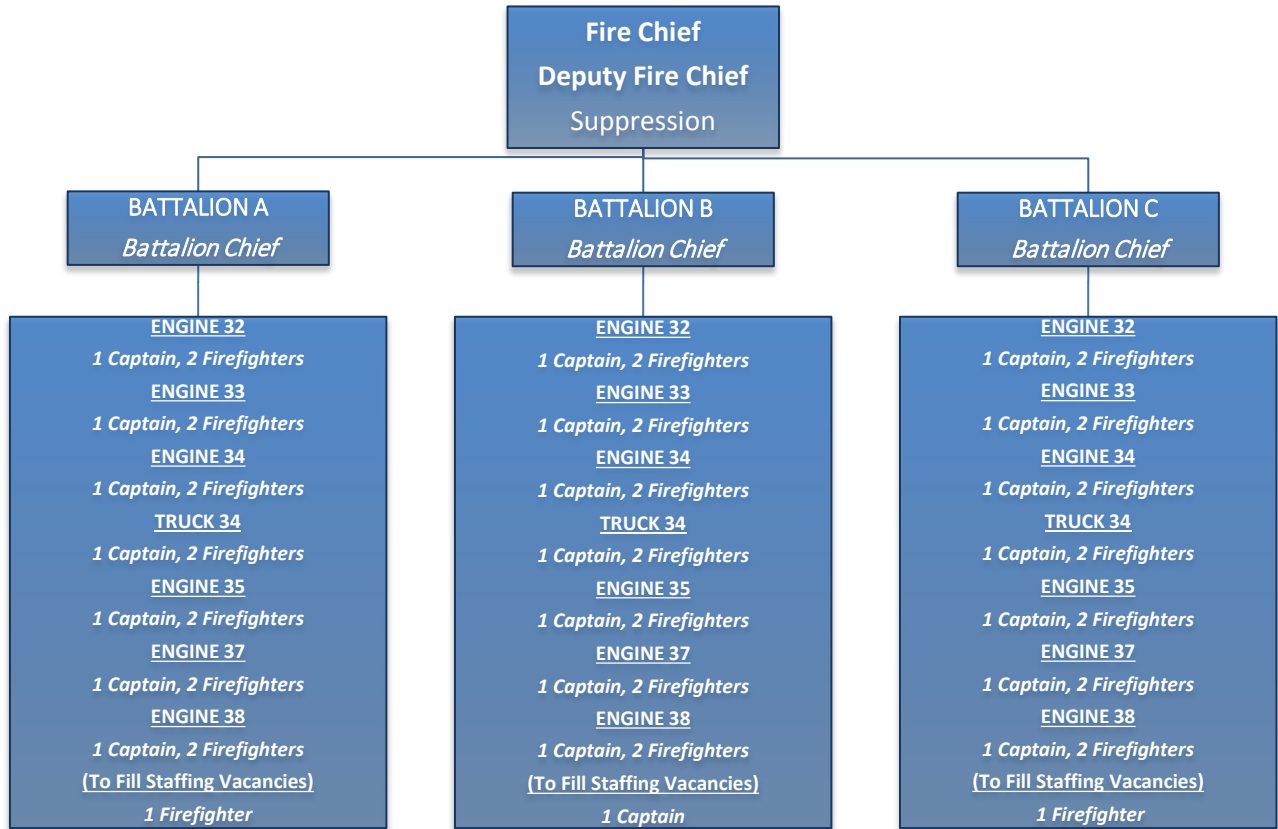 Fire Chief
Deputy Fire Chief
Suppression
BATTALION A
Battalion Chief
BATTALION B
Battalion Chief
BATTALION C
Battalion Chief
ENGINE 32
1 Captain, 2 Firefighters
ENGINE 33
1 Captain, 2 Firefighters
ENGINE 34
1 Captain, 2 Firefighters
TRUCK 34
1 Captain, 2 Firefighters
ENGINE 35
1 Captain, 2 Firefighters
ENGINE 37
1 Captain, 2 Firefighters
ENGINE 38
1 Captain, 2 Firefighters
(To Fill Staffing Vacancies)
1 Firefighter
ENGINE 32
1 Captain, 2 Firefighters
ENGINE 33
1 Captain, 2 Firefighters
ENGINE 34
1 Captain, 2 Firefighters
TRUCK 34
1 Captain, 2 Firefighters
ENGINE 35
1 Captain, 2 Firefighters
ENGINE 37
1 Captain, 2 Firefighters
ENGINE 38
1 Captain, 2 Firefighters
(To Fill Staffing Vacancies)
1 Captain
ENGINE 32
1 Captain, 2 Firefighters
ENGINE 33
1 Captain, 2 Firefighters
ENGINE 34
1 Captain, 2 Firefighters
TRUCK 34
1 Captain, 2 Firefighters
ENGINE 35
1 Captain, 2 Firefighters
ENGINE 37
1 Captain, 2 Firefighters
ENGINE 38
1 Captain, 2 Firefighters
(To Fill Staffing Vacancies)
1 Firefighter